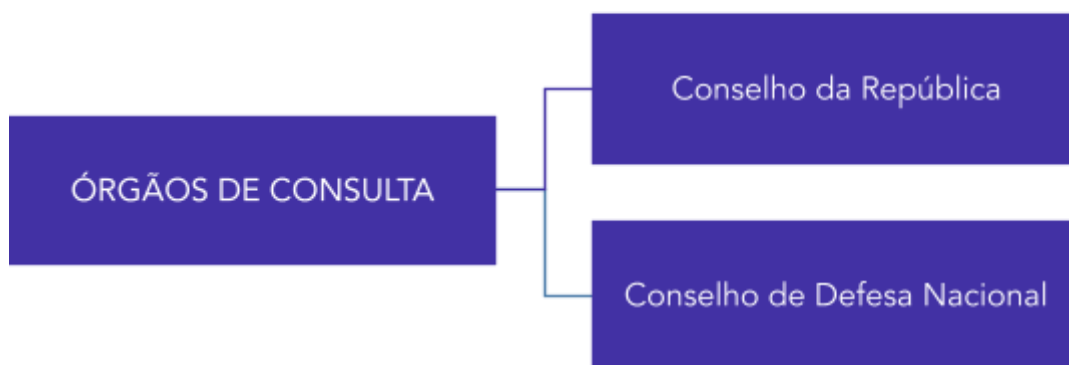 ÓRGÃOS DE CONSULTA
Conselho da República
Conselho de Defesa Nacional